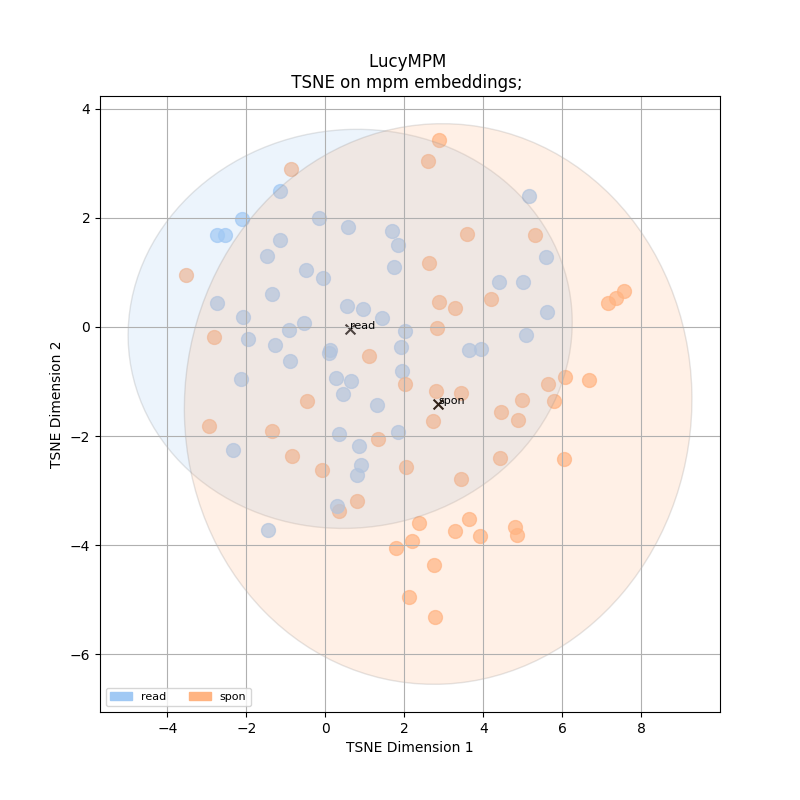 LucyMPM
TSNE on mpm embeddings;
TSNE Dimension 2
4
2
0
−2
−4
−6
read
spon
read
spon
−4
−2
0
2
4
6
8
TSNE Dimension 1